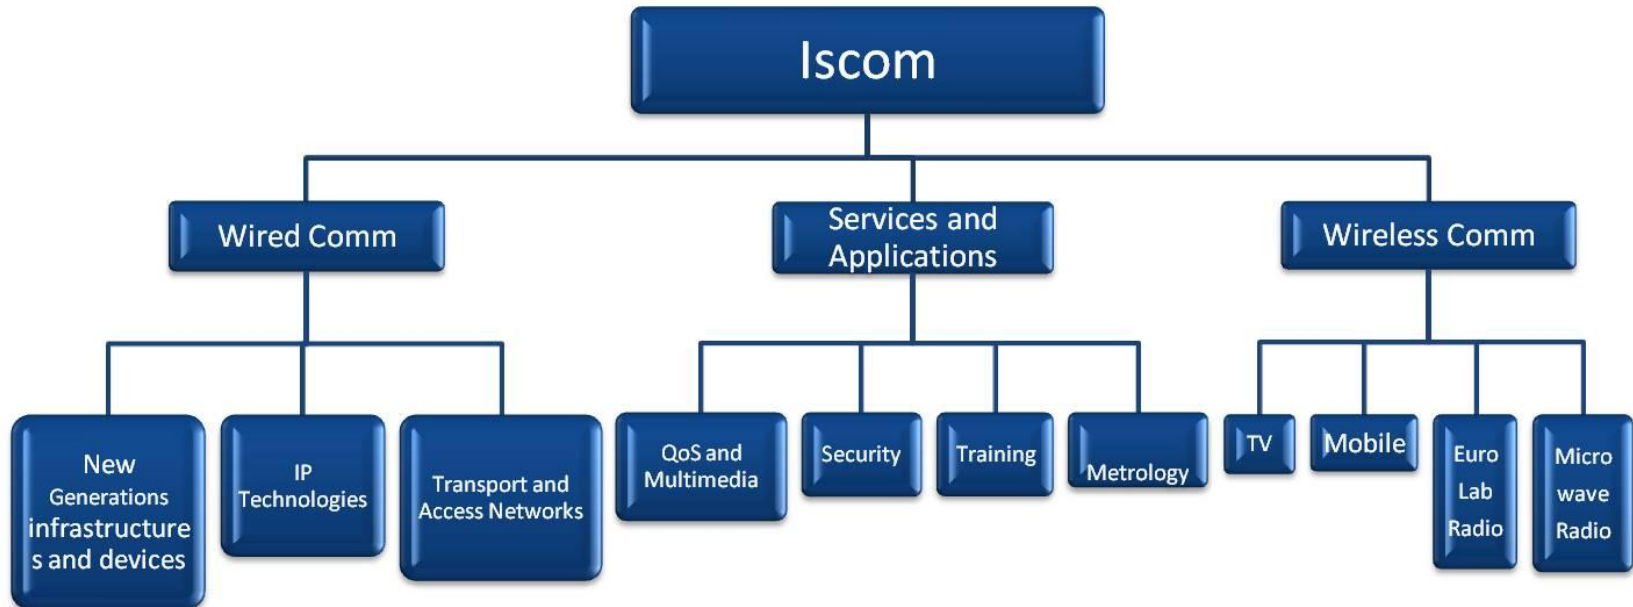 Iscom
Wired Comm
Services and
Applications
Wireless Comm
New
Generations
infrastructure
s and devices
IP
Technologies
Transport and
Access Networks
QoS and
Multimedia
Security
Training
Metrology
TV
Mobile
Euro
Lab
Radio
Micro
wave
Radio